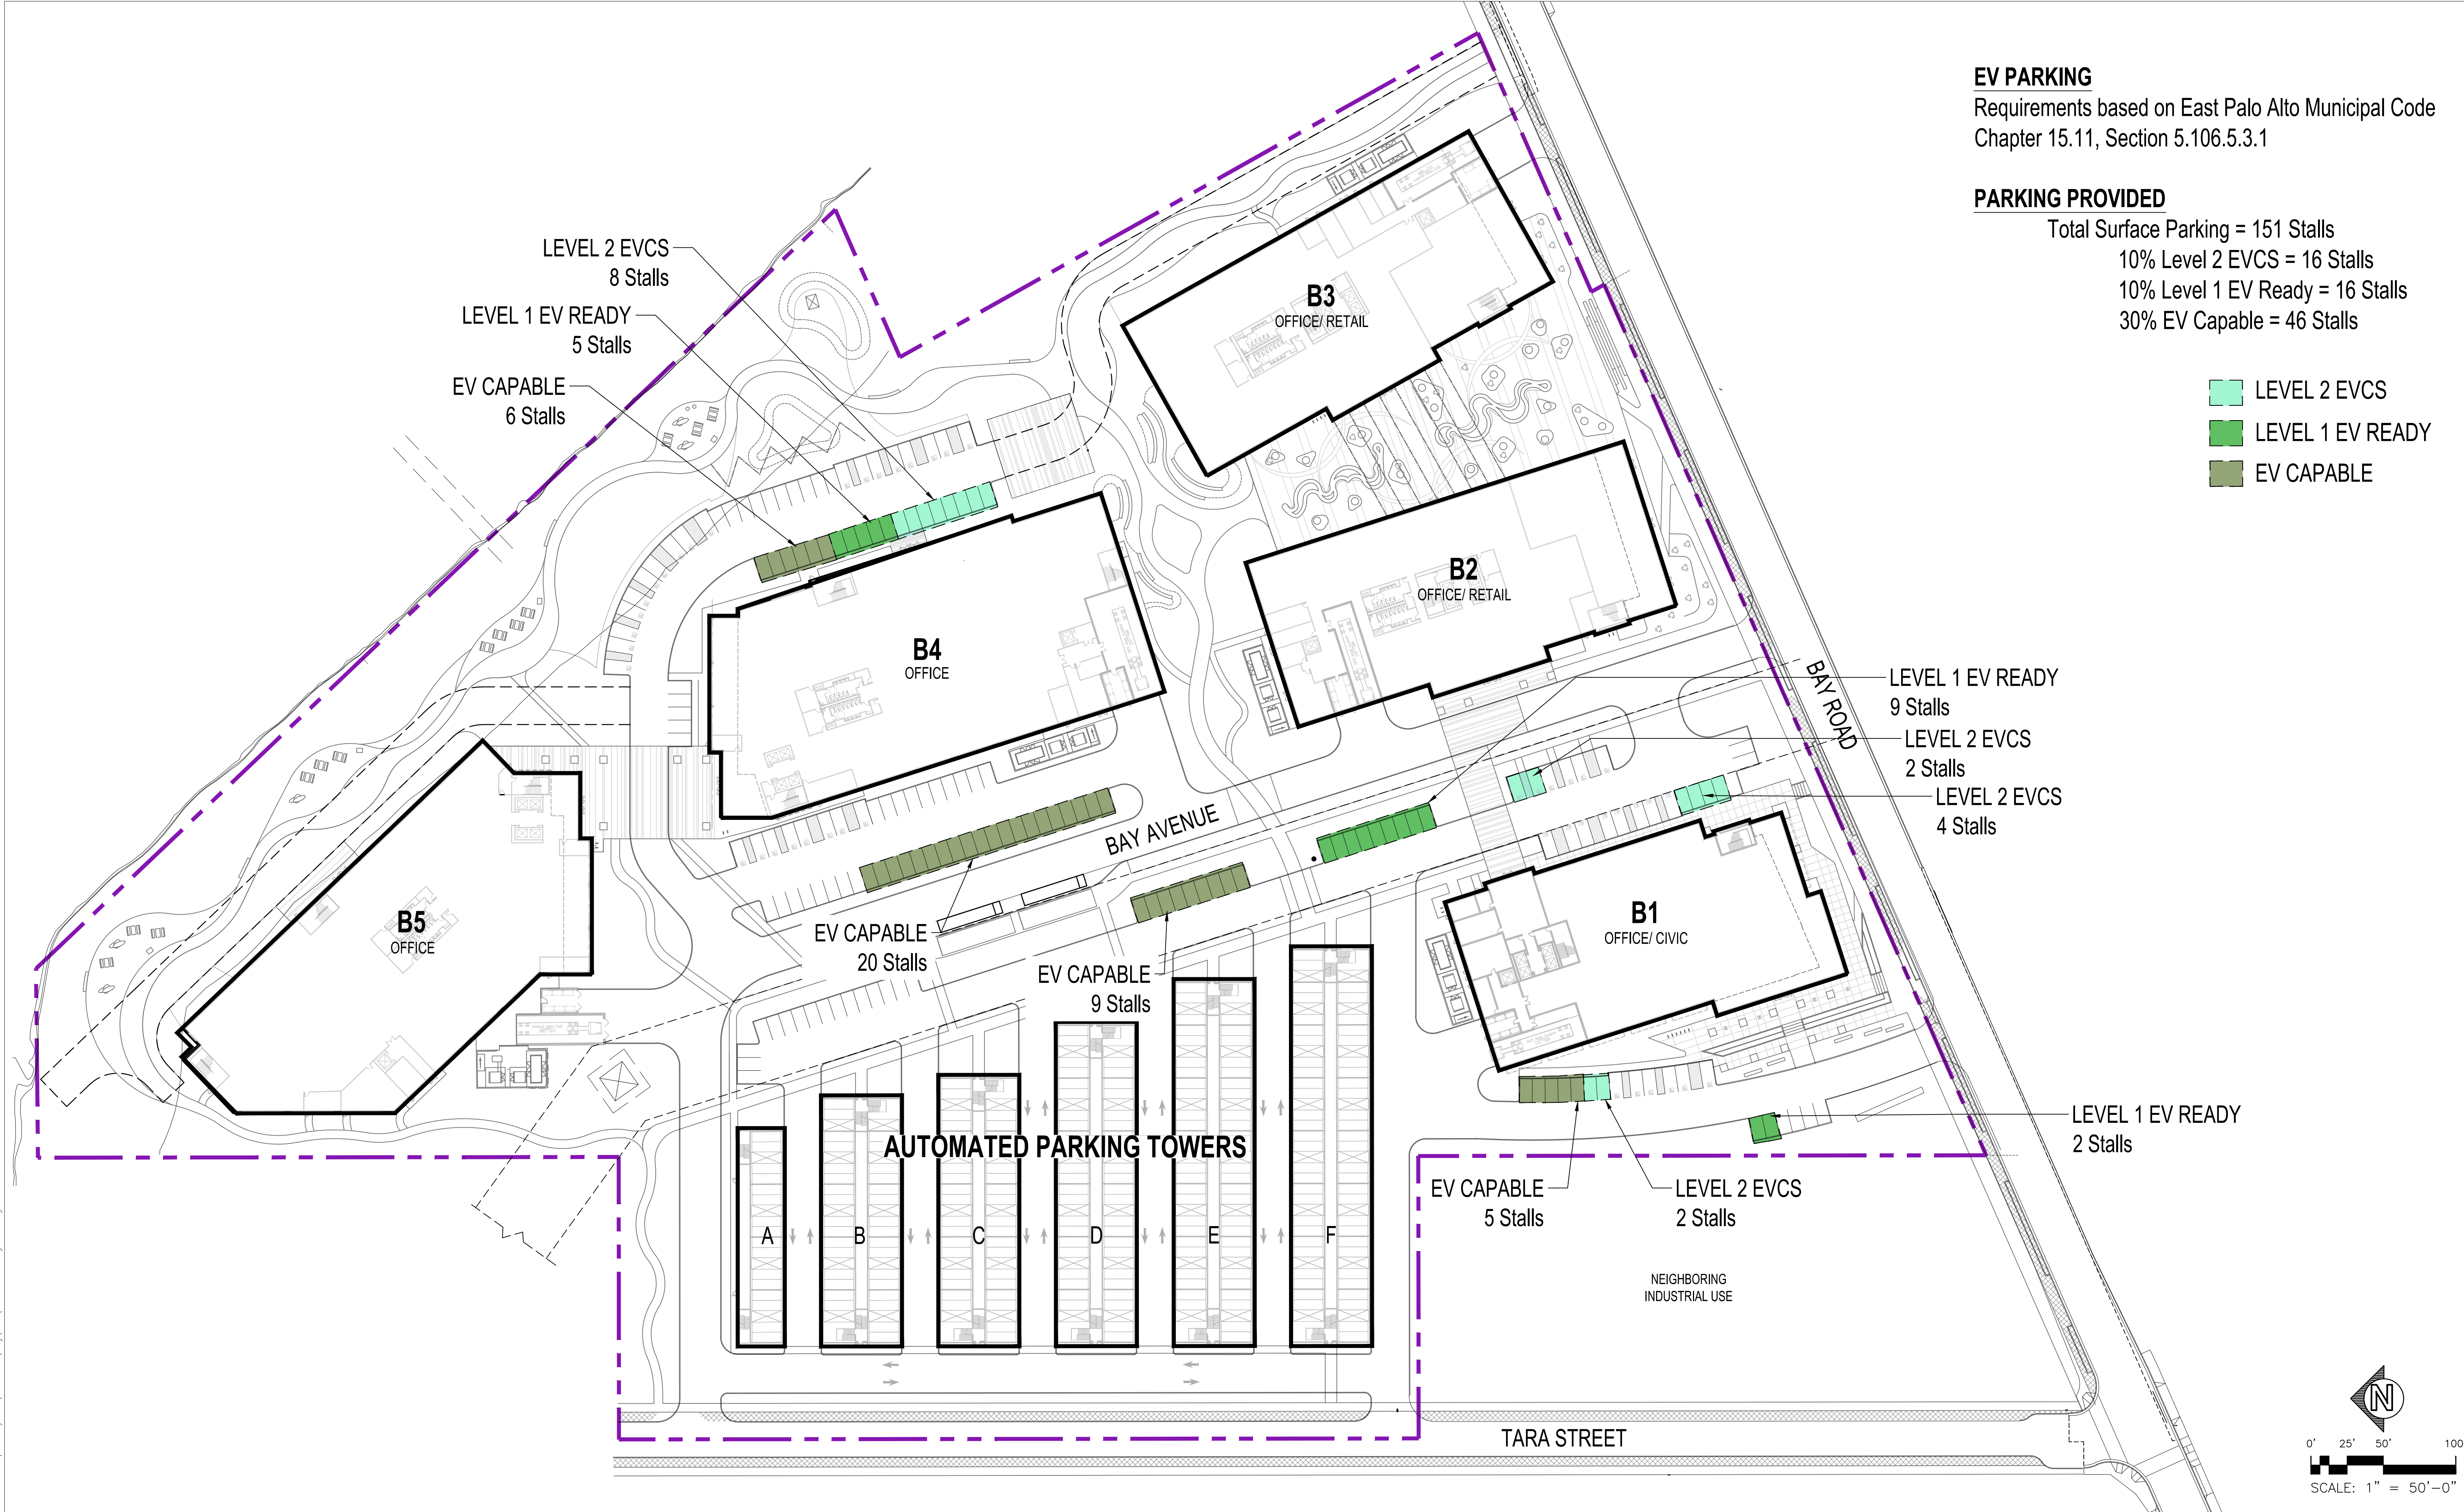 EV PARKING
Requirements based on East Palo Alto Municipal Code
Chapter 15.11, Section 5.106.5.3.1
PARKING PROVIDED
Total Surface Parking = 151 Stalls
10% Level 2 EVCS = 16 Stalls
10% Level 1 EV Ready = 16 Stalls
30% EV Capable = 46 Stalls
LEVEL 2 EVCS
LEVEL 1 EV READY
EV CAPABLE
LEVEL 2 EVCS
8 Stalls
LEVEL 1 EV READY
5 Stalls
EV CAPABLE
6 Stalls
B3
OFFICE/ RETAIL
B2
OFFICE/ RETAIL
B4
OFFICE
BAY ROAD
LEVEL 1 EV READY
9 Stalls
LEVEL 2 EVCS
2 Stalls
LEVEL 2 EVCS
4 Stalls
BAY AVENUE
B5
OFFICE
B1
OFFICE/ CIVIC
EV CAPABLE
20 Stalls
EV CAPABLE
9 Stalls
AUTOMATED PARKING TOWERS
LEVEL 1 EV READY
2 Stalls
EV CAPABLE
5 Stalls
LEVEL 2 EVCS
2 Stalls
A
B
C
D
E
F
NEIGHBORING
INDUSTRIAL USE
TARA STREET
N
0' 25' 50' 100
SCALE: 1" = 50'-0"